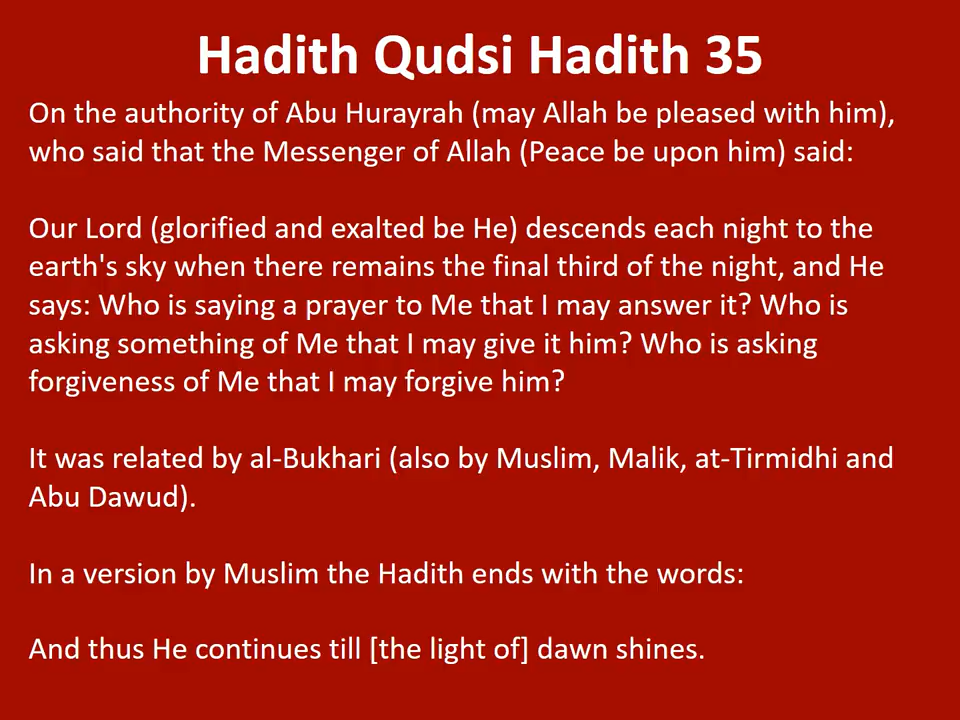 Hadith Qudsi Hadith 35
On the authority of Abu Hurayrah (may Allah be pleased with him),
who said that the Messenger of Allah (Peace be upon him) said:
Our Lord (glorified and exalted be He) descends each night to the
earth's sky when there remains the final third of the night, and He
says: Who is saying a prayer to Me that I may answer it? Who is
asking something of Me that I may give it him? Who is asking
forgiveness of Me that I may forgive him?
It was related by al-Bukhari (also by Muslim, Malik, at-Tirmidhi and
Abu Dawud).
In a version by Muslim the Hadith ends with the words:
And thus He continues till [the light of] dawn shines.